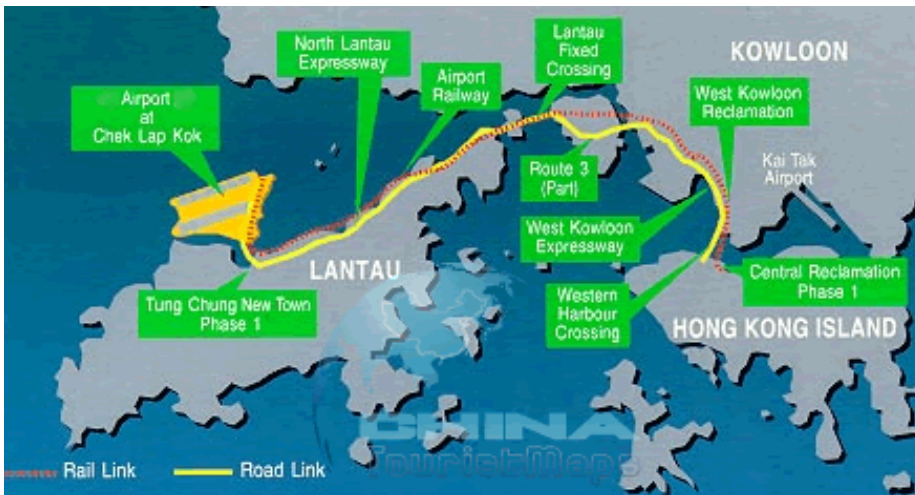 Lantau
Fixed
Crossing
KOWLOON
North Lantau
Expressway
Airport
Railway
West Kowloon
Reclamation
Airport
at
Chek Lap Kok
Route 3
(Part)
Kai Tak
Airport
West Kowloon
Expressway
LANTAU
Central Reclamation
Phase 1
Tung Chung New Town
Phase 1
Western
Harbour
Crossing
HONG KONG ISLAND
CHINA
TouristMaps
Rail Link
Road Link